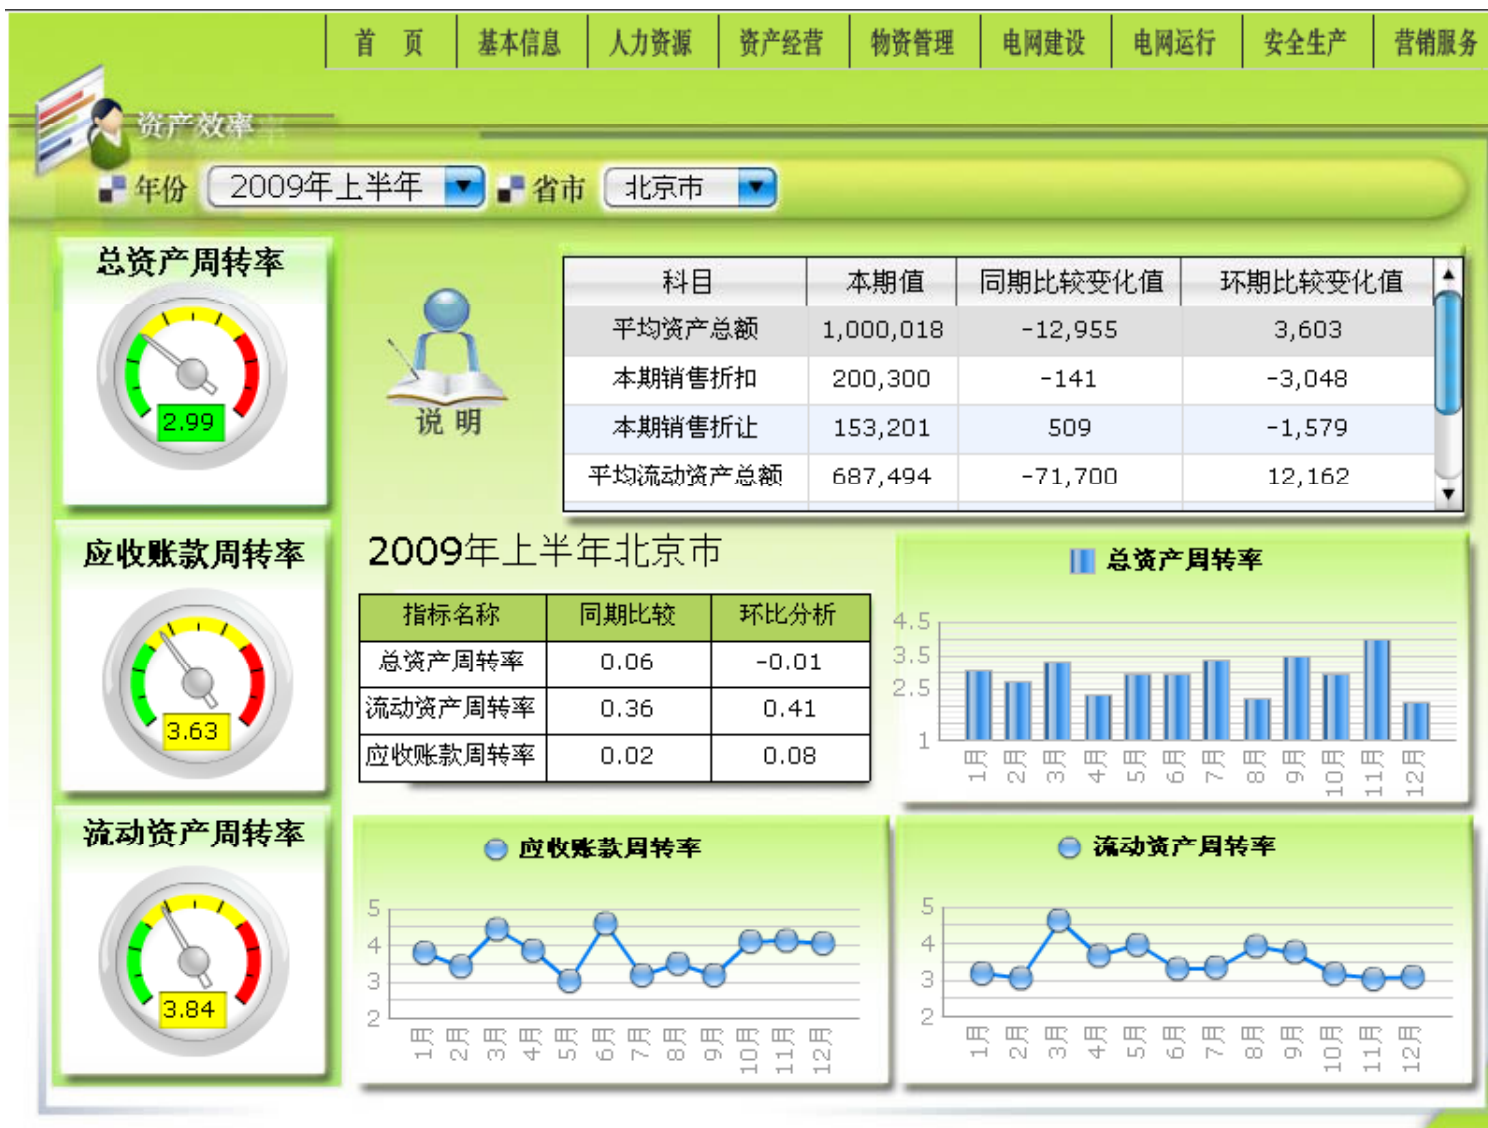 首 页 基本信息 人力资源 资产经营 物资管理 电网建设 电网运行 安全生产 营销服务
资产效率
年份 2009年上半年 省市 北京市
总资产周转率
2.99
应收账款周转率
3.63
流动资产周转率
3.84
说 明
科目 本期值 同期比较变化值 环期比较变化值
平均资产总额 1,000,018 -12,955 3,603
本期销售折扣 200,300 -141 -3,048
本期销售折让 153,201 509 -1,579
平均流动资产总额 687,494 -71,700 12,162
2009年上半年北京市
指标名称 同期比较 环比分析
总资产周转率 0.06 -0.01
流动资产周转率 0.36 0.41
应收账款周转率 0.02 0.08
总资产周转率
4.5
3.5
2.5
1
1月 2月 3月 4月 5月 6月 7月 8月 9月 10月 11月 12月
应收账款周转率
5
4
3
2
1月 2月 3月 4月 5月 6月 7月 8月 9月 10月 11月 12月
流动资产周转率
5
4
3
2
1月 2月 3月 4月 5月 6月 7月 8月 9月 10月 11月 12月